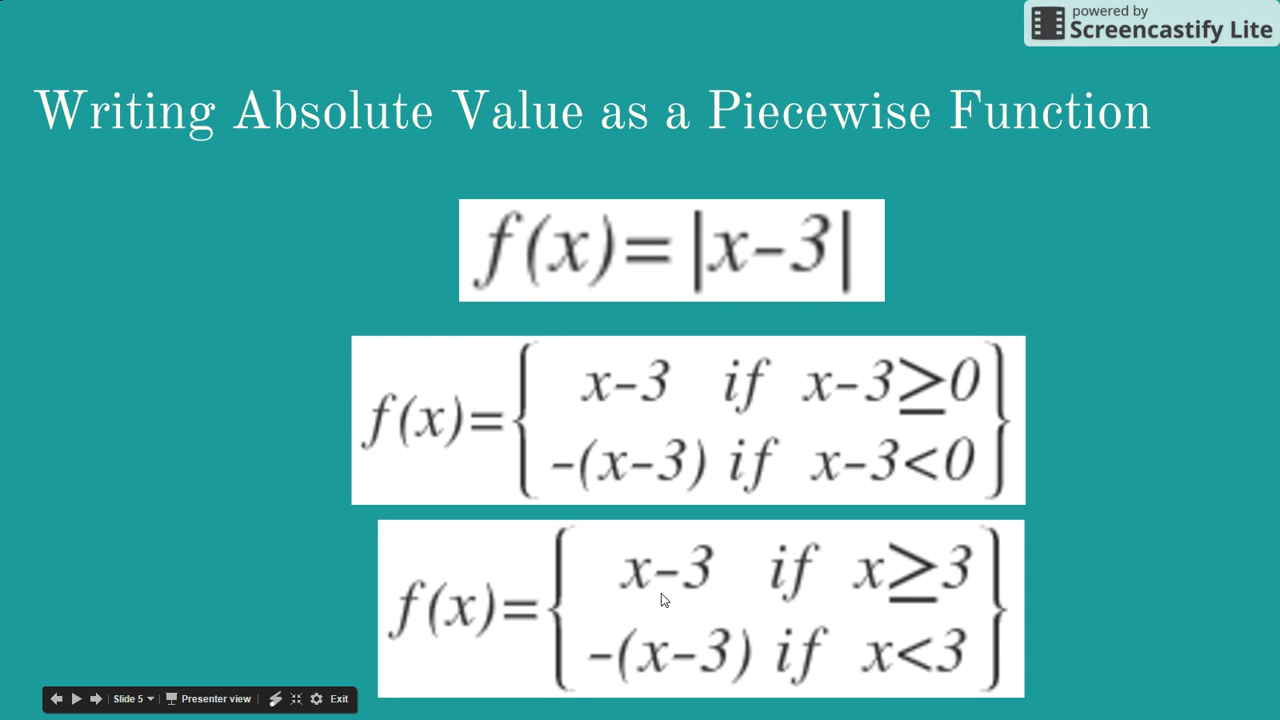 powered by
Screencastify Lite
Writing Absolute Value as a Piecewise Function
f(x)=|x-3|
f(x)={ x-3 if x-3≥0 }
-(x-3) if x-3<0
f(x)={ x-3 if x≥3 }
-(x-3) if x<3
Slide 5 Presenter view Exit